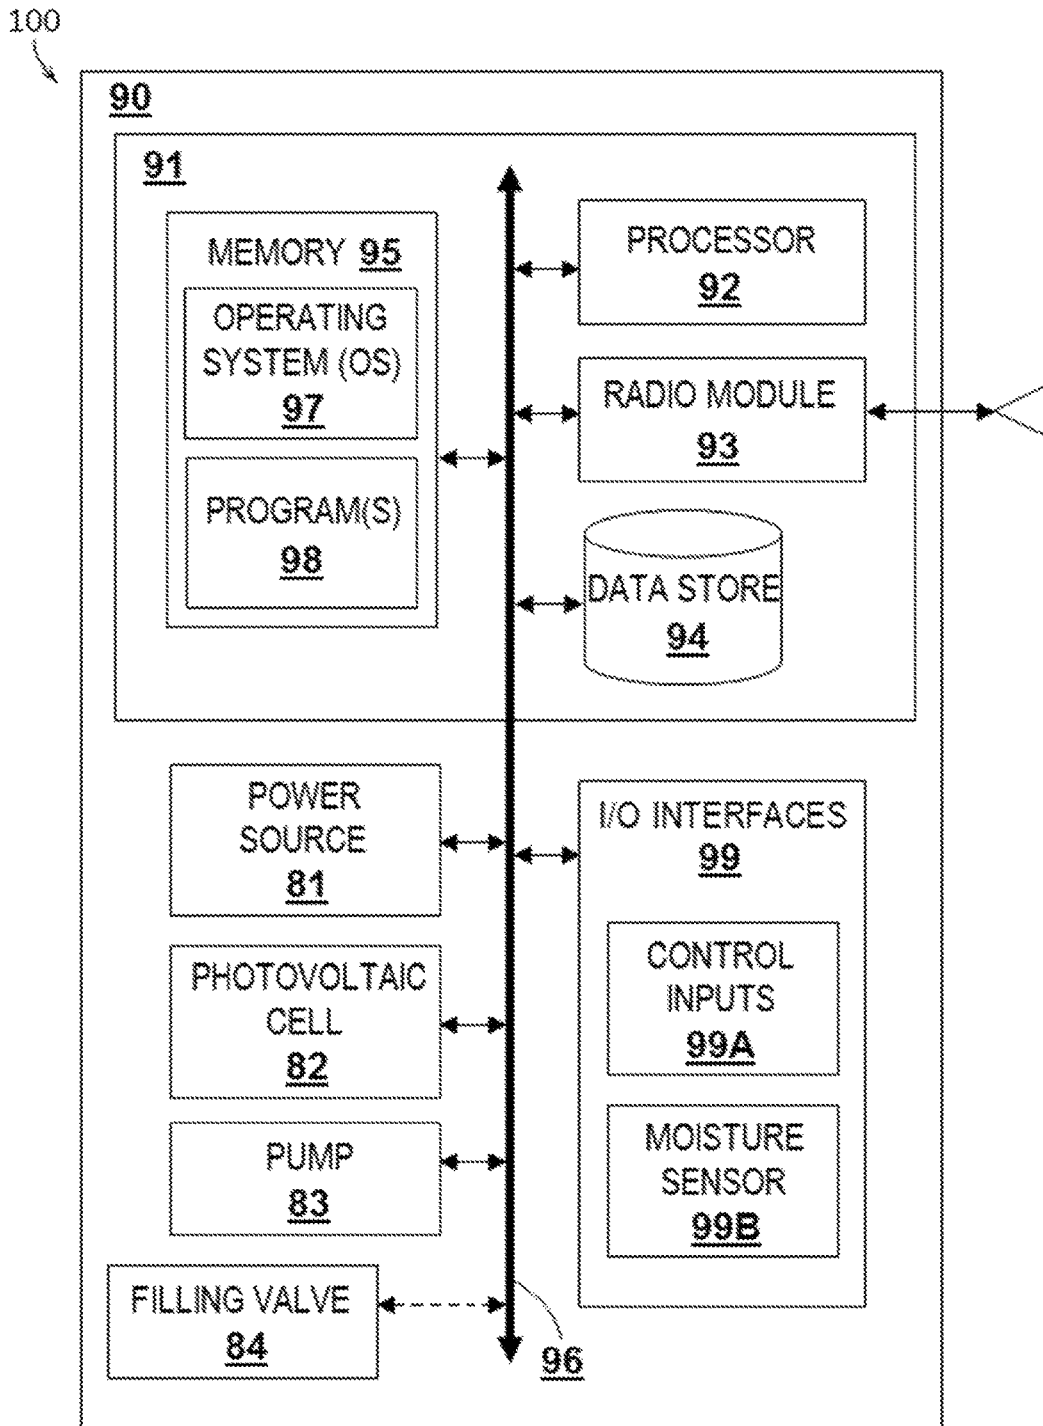 100
90
91
MEMORY 95
OPERATING
SYSTEM (OS)
97
PROGRAM(S)
98
PROCESSOR
92
RADIO MODULE
93
DATA STORE
94
POWER
SOURCE
81
PHOTOVOLTAIC
CELL
82
PUMP
83
FILLING VALVE
84
I/O INTERFACES
99
CONTROL
INPUTS
99A
MOISTURE
SENSOR
99B
96